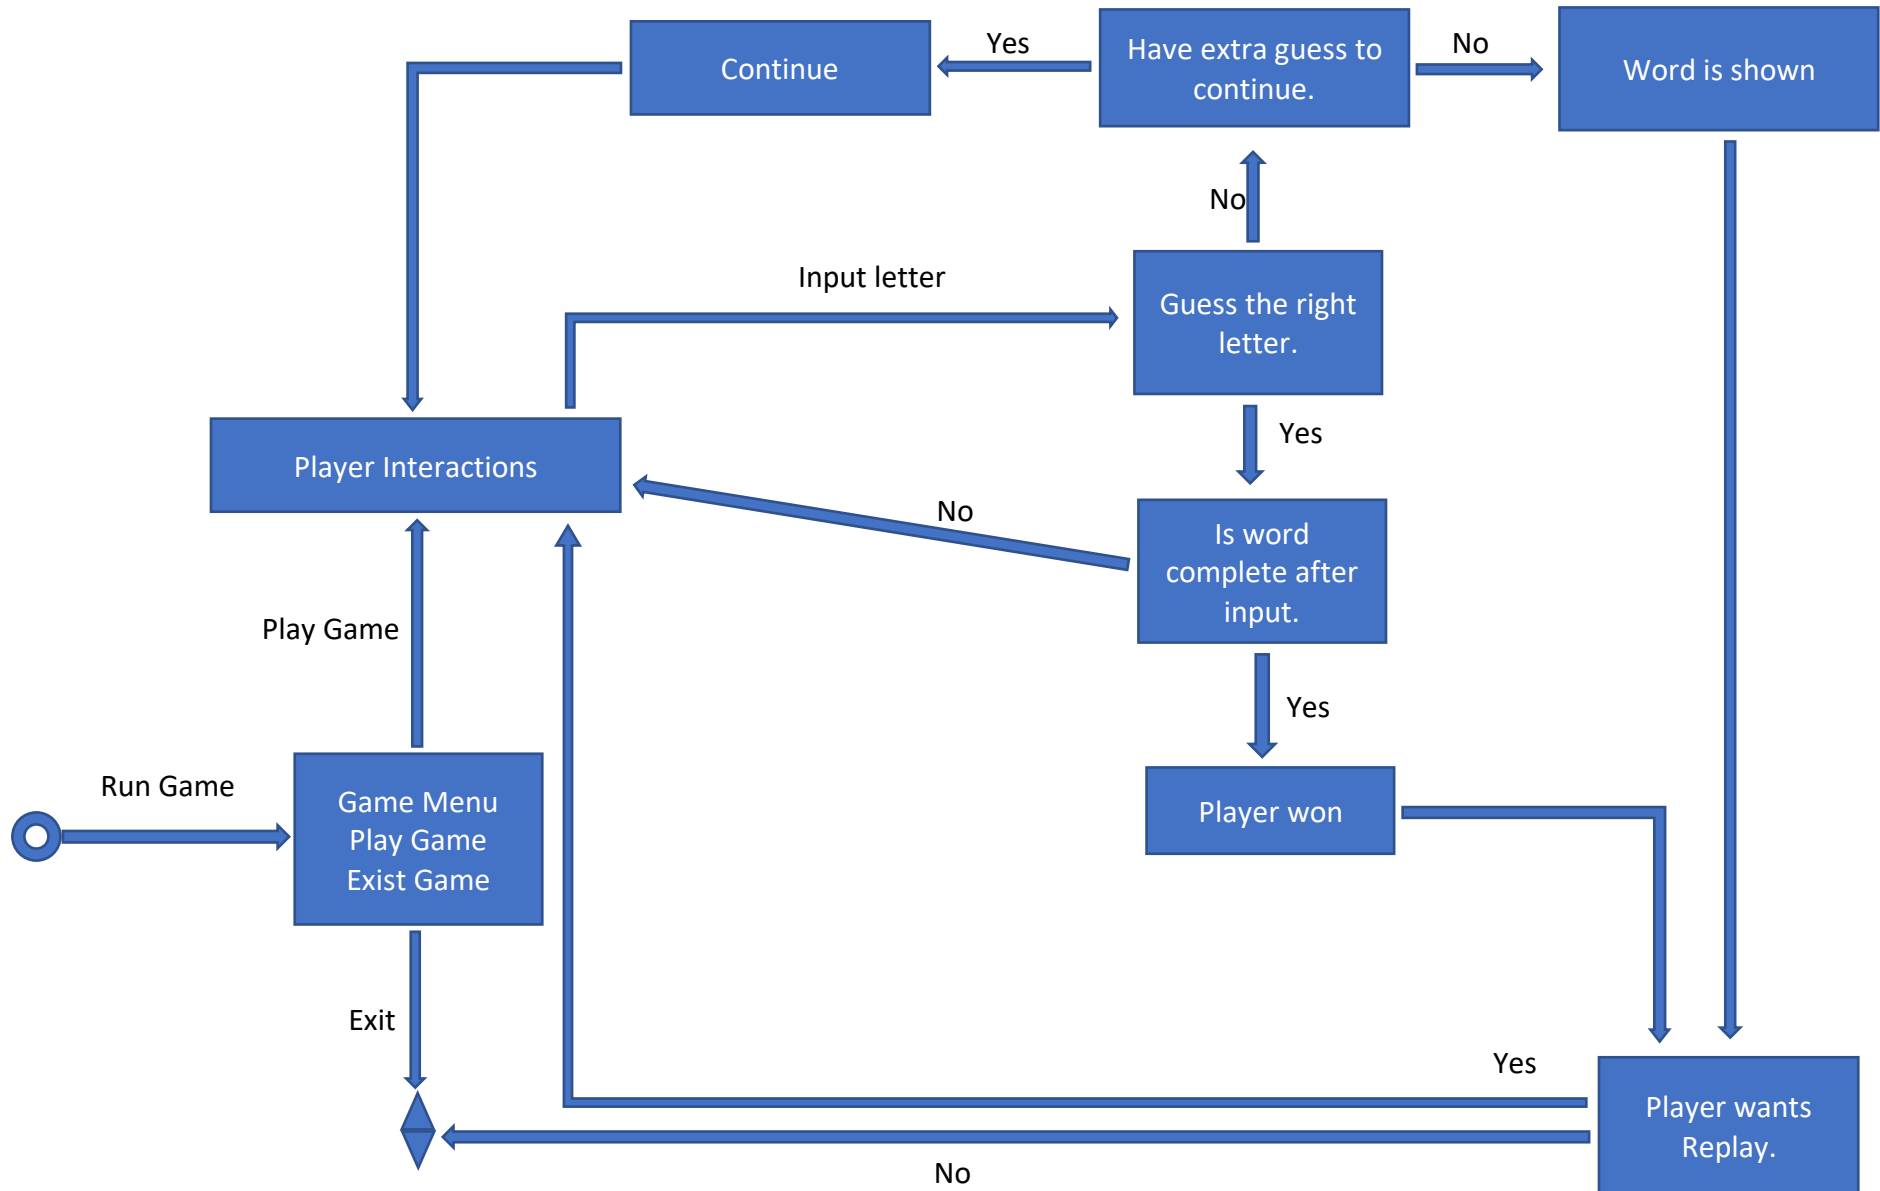 Continue
Yes
Have extra guess to
continue.
No
Word is shown
No
Input letter
Guess the right
letter.
Yes
Player Interactions
No
Is word
complete after
input.
Play Game
Yes
Run Game
Game Menu
Play Game
Exist Game
Player won
Exit
Yes
Player wants
Replay.
No